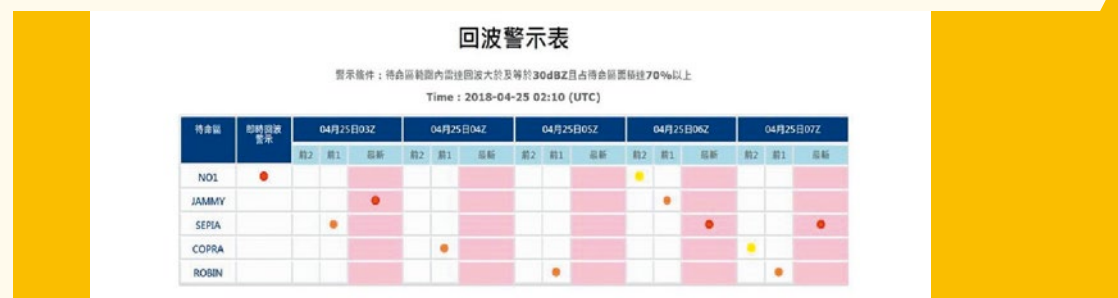 回波警示表
警示條件：待命區範圍內雷達回波大於及等於30dBZ且占待命區面積達70%以上
Time：2018-04-25 02:10 (UTC)
待命區 即時回波警示 04月25日03Z 04月25日04Z 04月25日05Z 04月25日06Z 04月25日07Z
前2 前1 最新 前2 前1 最新 前2 前1 最新 前2 前1 最新 前2 前1 最新
NO1
JAMMY
SEPIA
COPRA
ROBIN